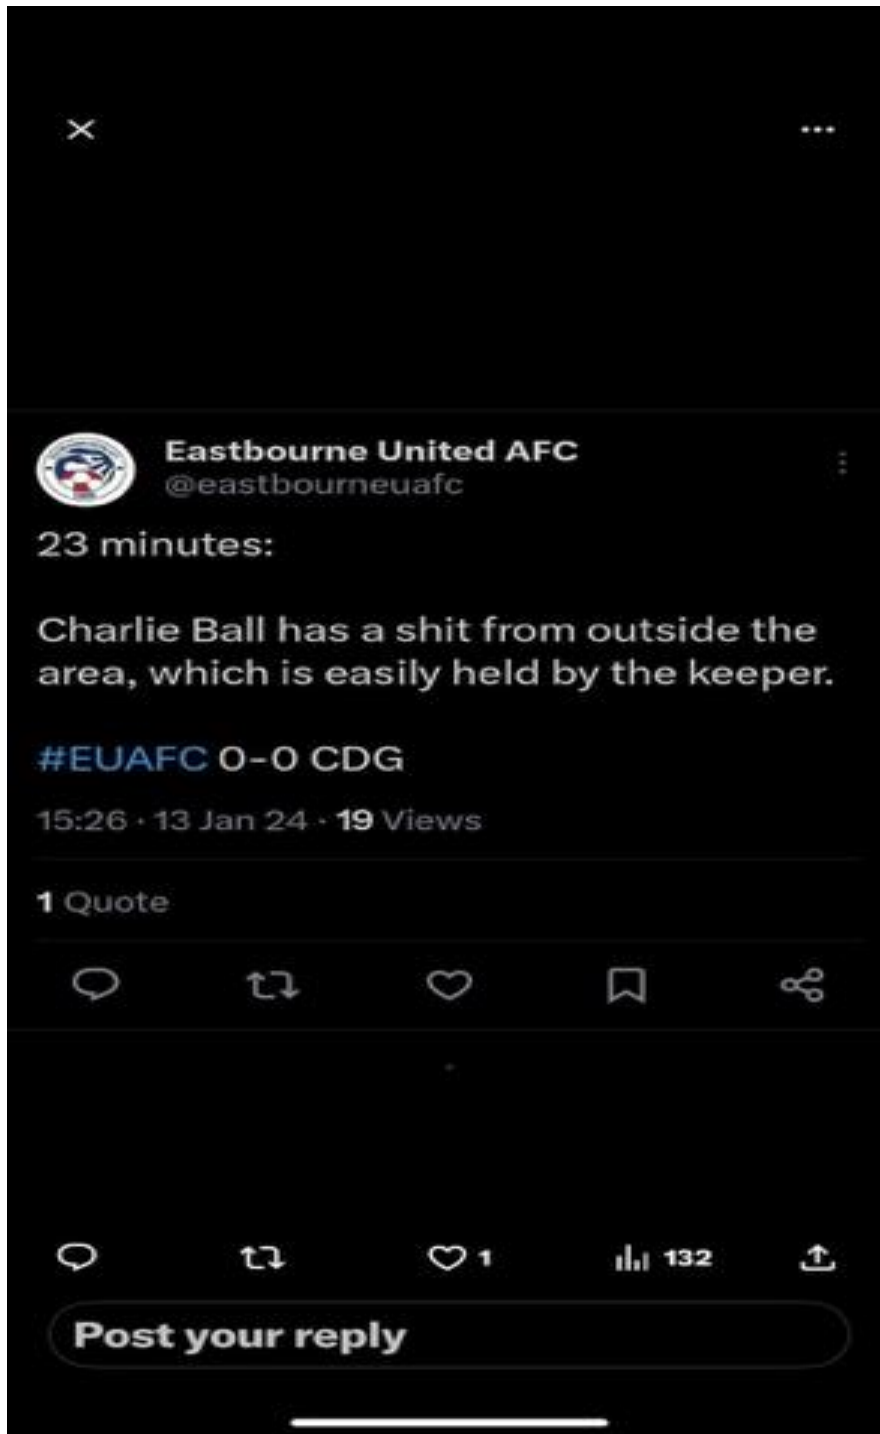 Eastbourne United AFC
@eastbourneuafc
23 minutes:
Charlie Ball has a shit from outside the
area, which is easily held by the keeper.
#EUAFC 0-0 CDG
15:26 · 13 Jan 24 · 19 Views
1 Quote
1 132
Post your reply